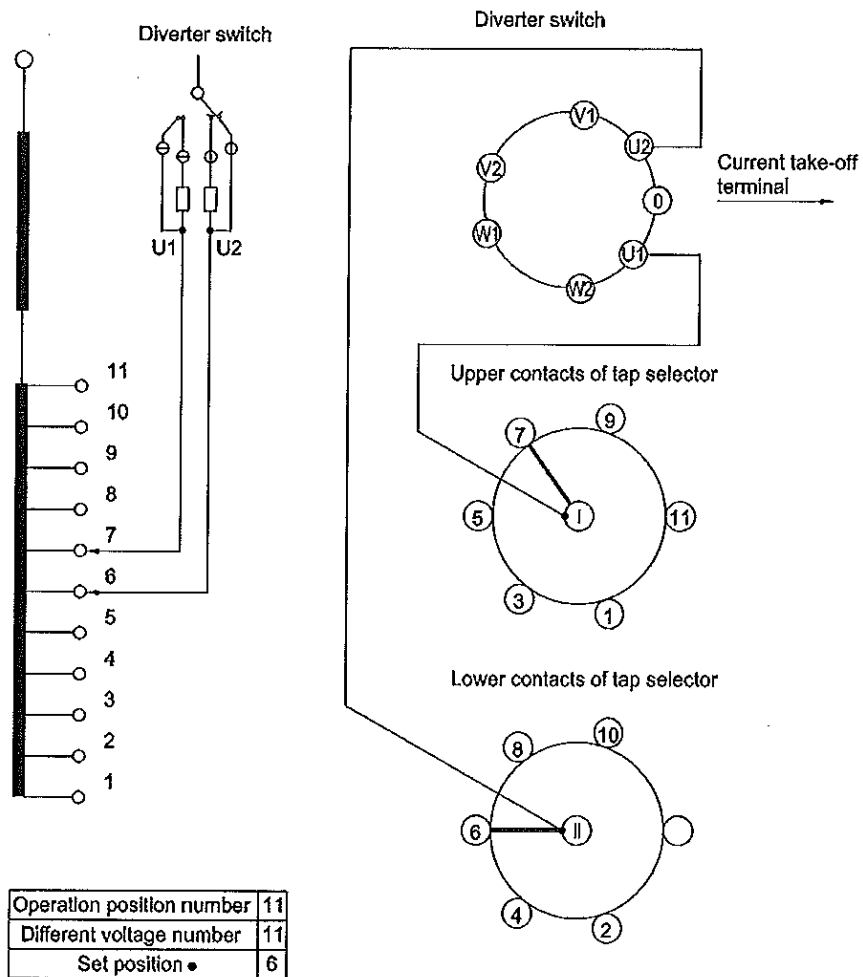 Diverter switch
U1
U2
11
10
9
8
7
6
5
4
3
2
1
Diverter switch
V1
U2
V2
0
W1
U1
W2
Current take-off
terminal
Upper contacts of tap selector
9
7
5
I
11
3
1
Lower contacts of tap selector
10
8
6
II
4
2
Operation position number 11
Different voltage number 11
Set position ● 6